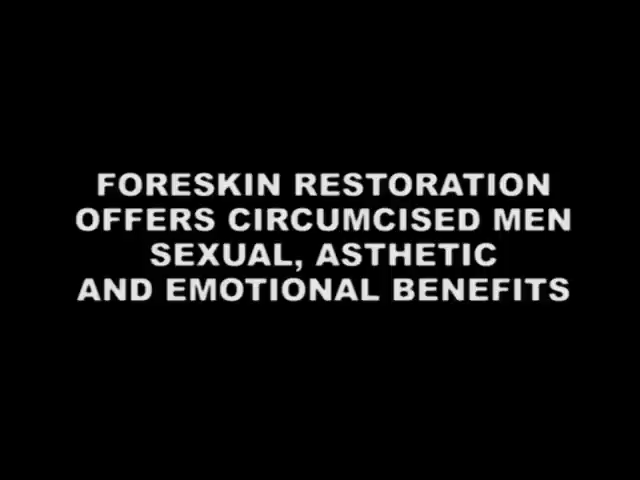 FORESKIN RESTORATION
OFFERS CIRCUMCISED MEN
SEXUAL, ASTHETIC
AND EMOTIONAL BENEFITS